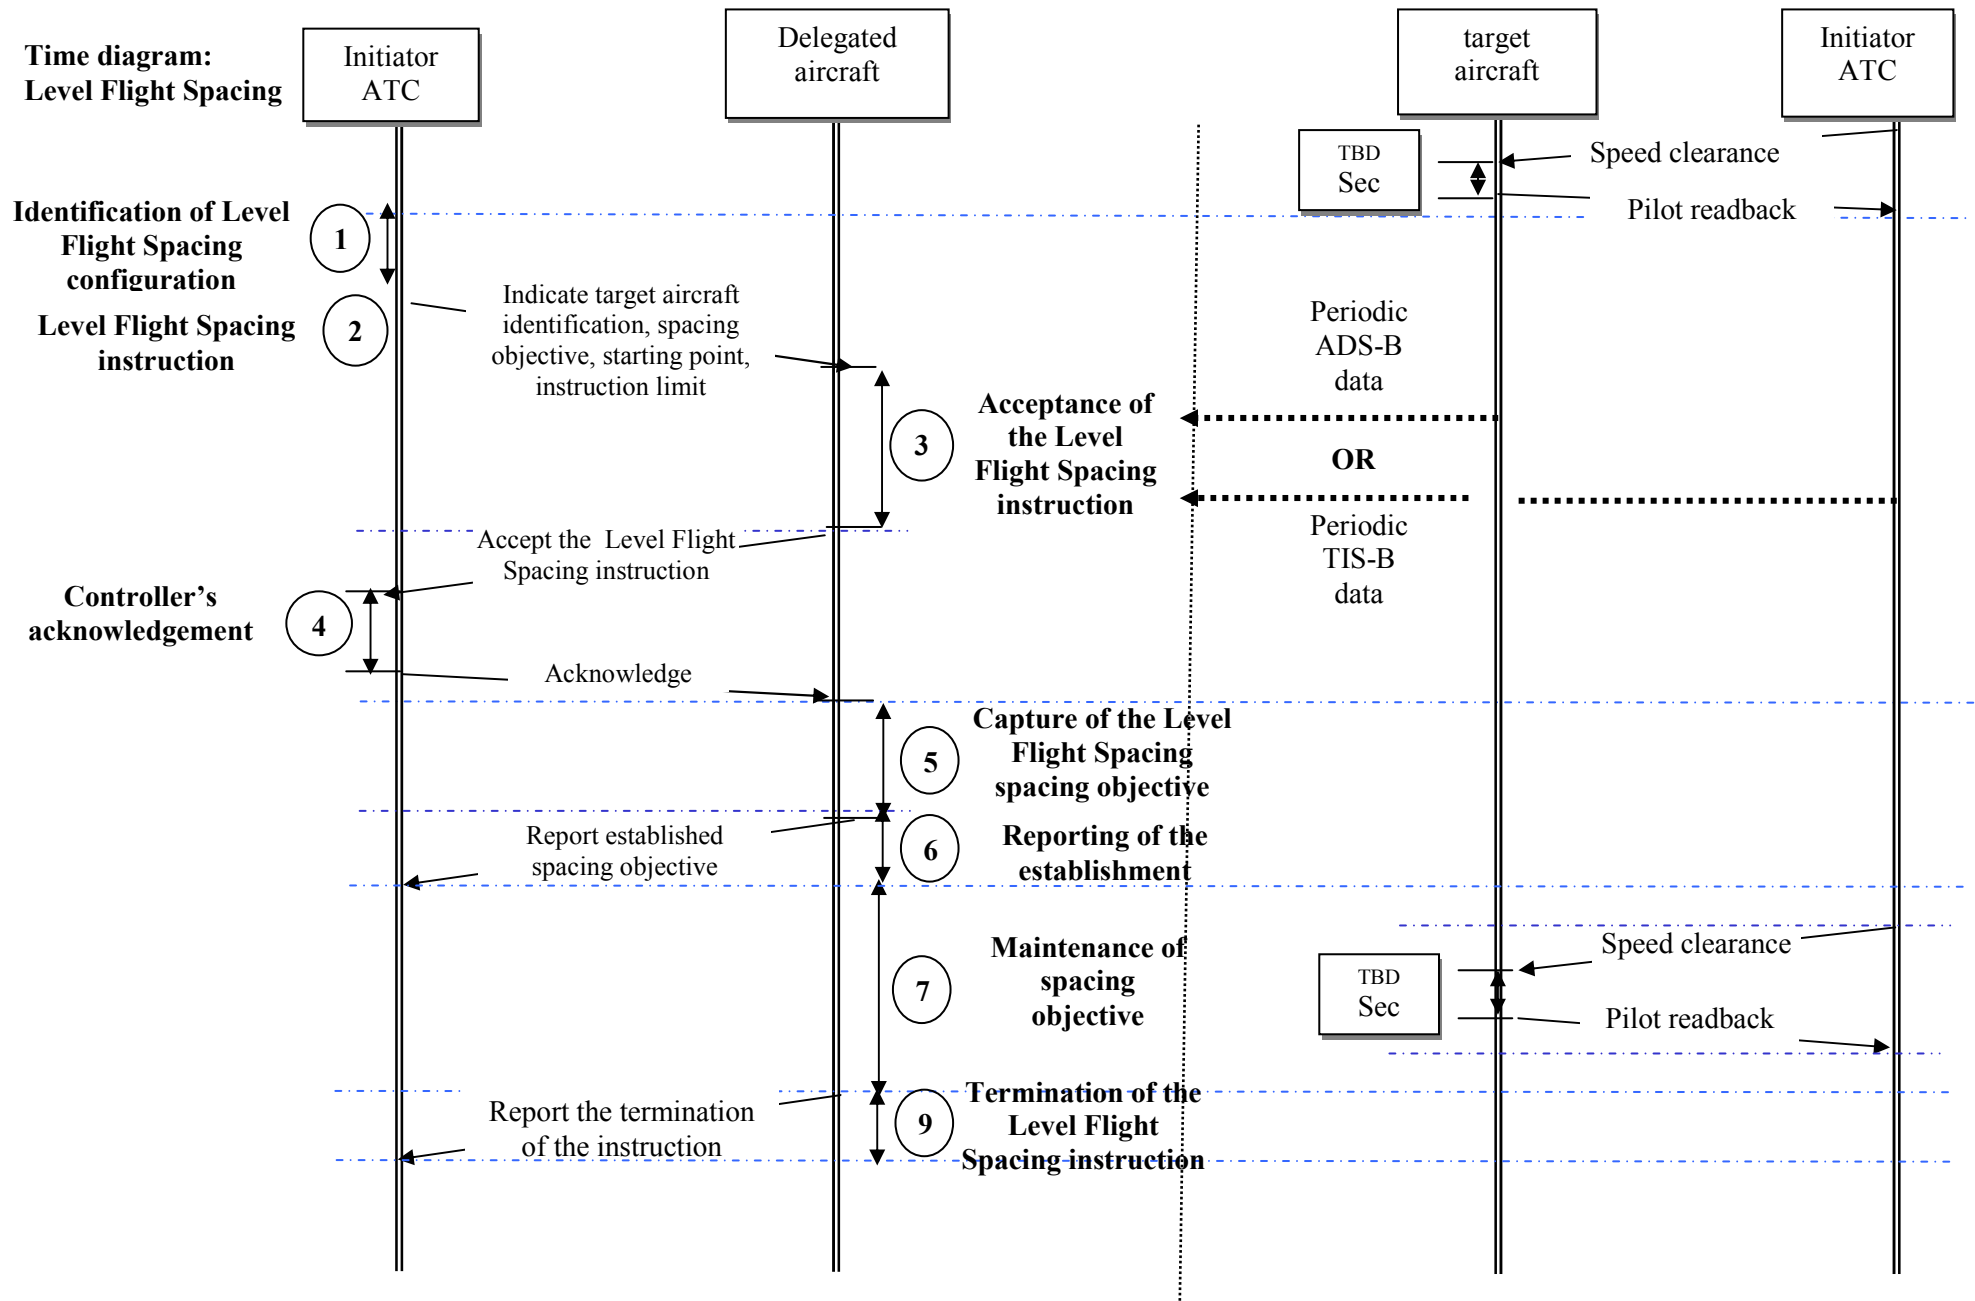 Time diagram:
Level Flight Spacing
Initiator
ATC
Delegated
aircraft
target
aircraft
Initiator
ATC
TBD
Sec
Speed clearance
Pilot readback
Identification of Level
Flight Spacing
configuration
1
Level Flight Spacing
instruction
2
Indicate target aircraft
identification, spacing
objective, starting point,
instruction limit
3
Acceptance of
the Level
Flight Spacing
instruction
Periodic
ADS-B
data
OR
Periodic
TIS-B
data
Accept the  Level Flight
Spacing instruction
Controller’s
acknowledgement
4
Acknowledge
5
Capture of the Level
Flight Spacing
spacing objective
Report established
spacing objective
6
Reporting of the
establishment
7
Maintenance of
spacing
objective
TBD
Sec
Speed clearance
Pilot readback
Report the termination
of the instruction
9
Termination of the
Level Flight
Spacing instruction